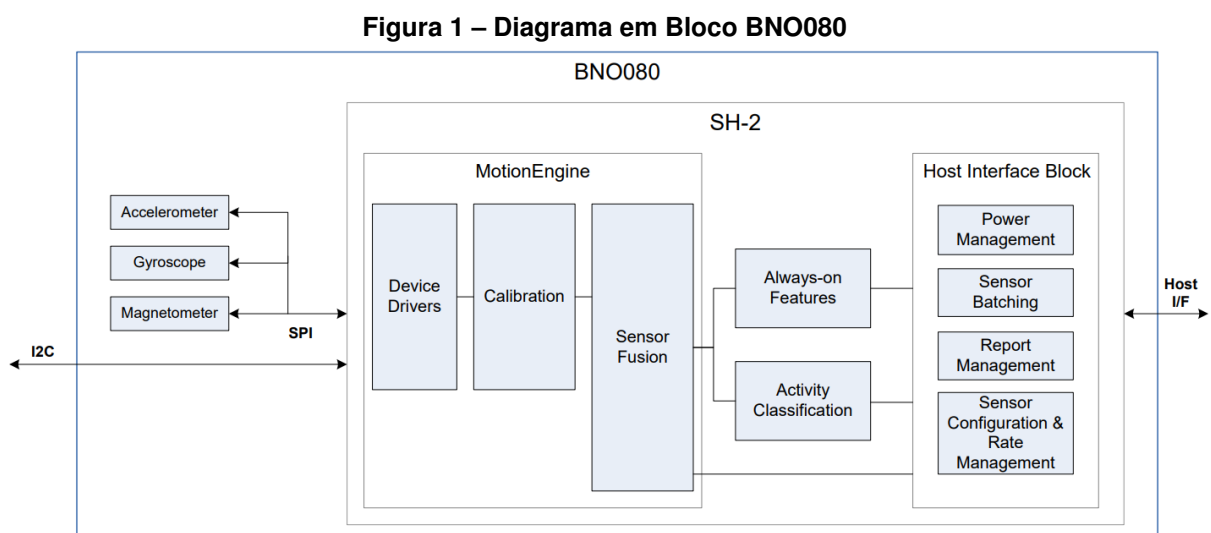 Figura 1 – Diagrama em Bloco BNO080
BNO080
SH-2
MotionEngine
Host Interface Block
Accelerometer
Gyroscope
Magnetometer
SPI
I2C
Device
Drivers
Calibration
Sensor
Fusion
Always-on
Features
Activity
Classification
Power
Management
Sensor
Batching
Report
Management
Sensor
Configuration &
Rate
Management
Host
I/F